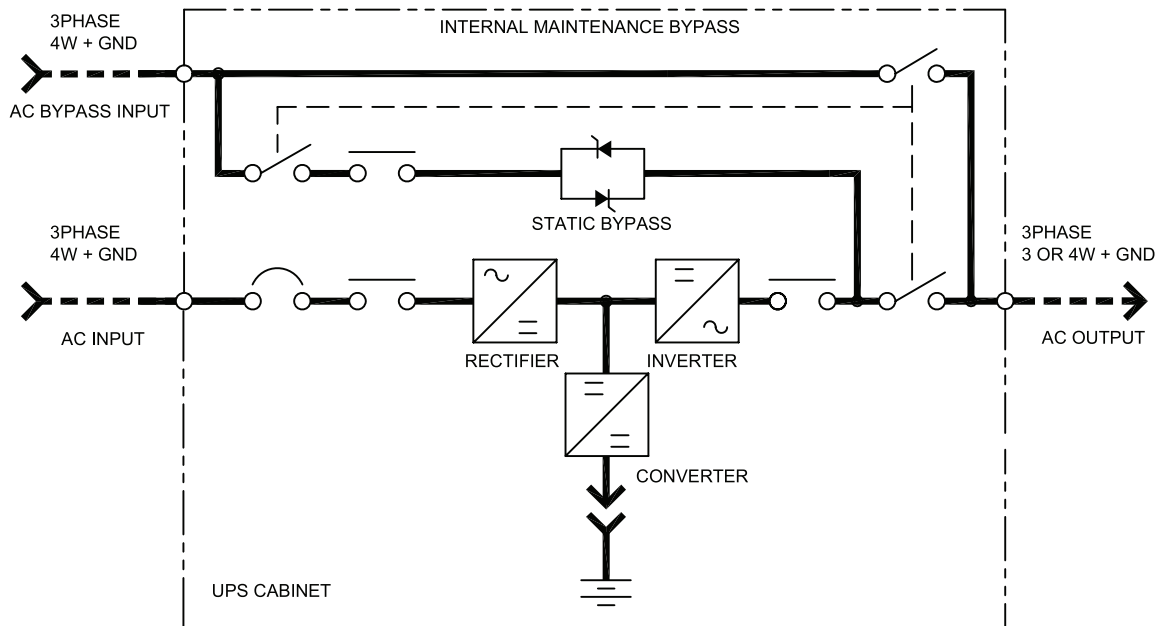 3PHASE
4W + GND
INTERNAL MAINTENANCE BYPASS
AC BYPASS INPUT
STATIC BYPASS
3PHASE
4W + GND
3PHASE
3 OR 4W + GND
AC INPUT
RECTIFIER
INVERTER
AC OUTPUT
CONVERTER
UPS CABINET